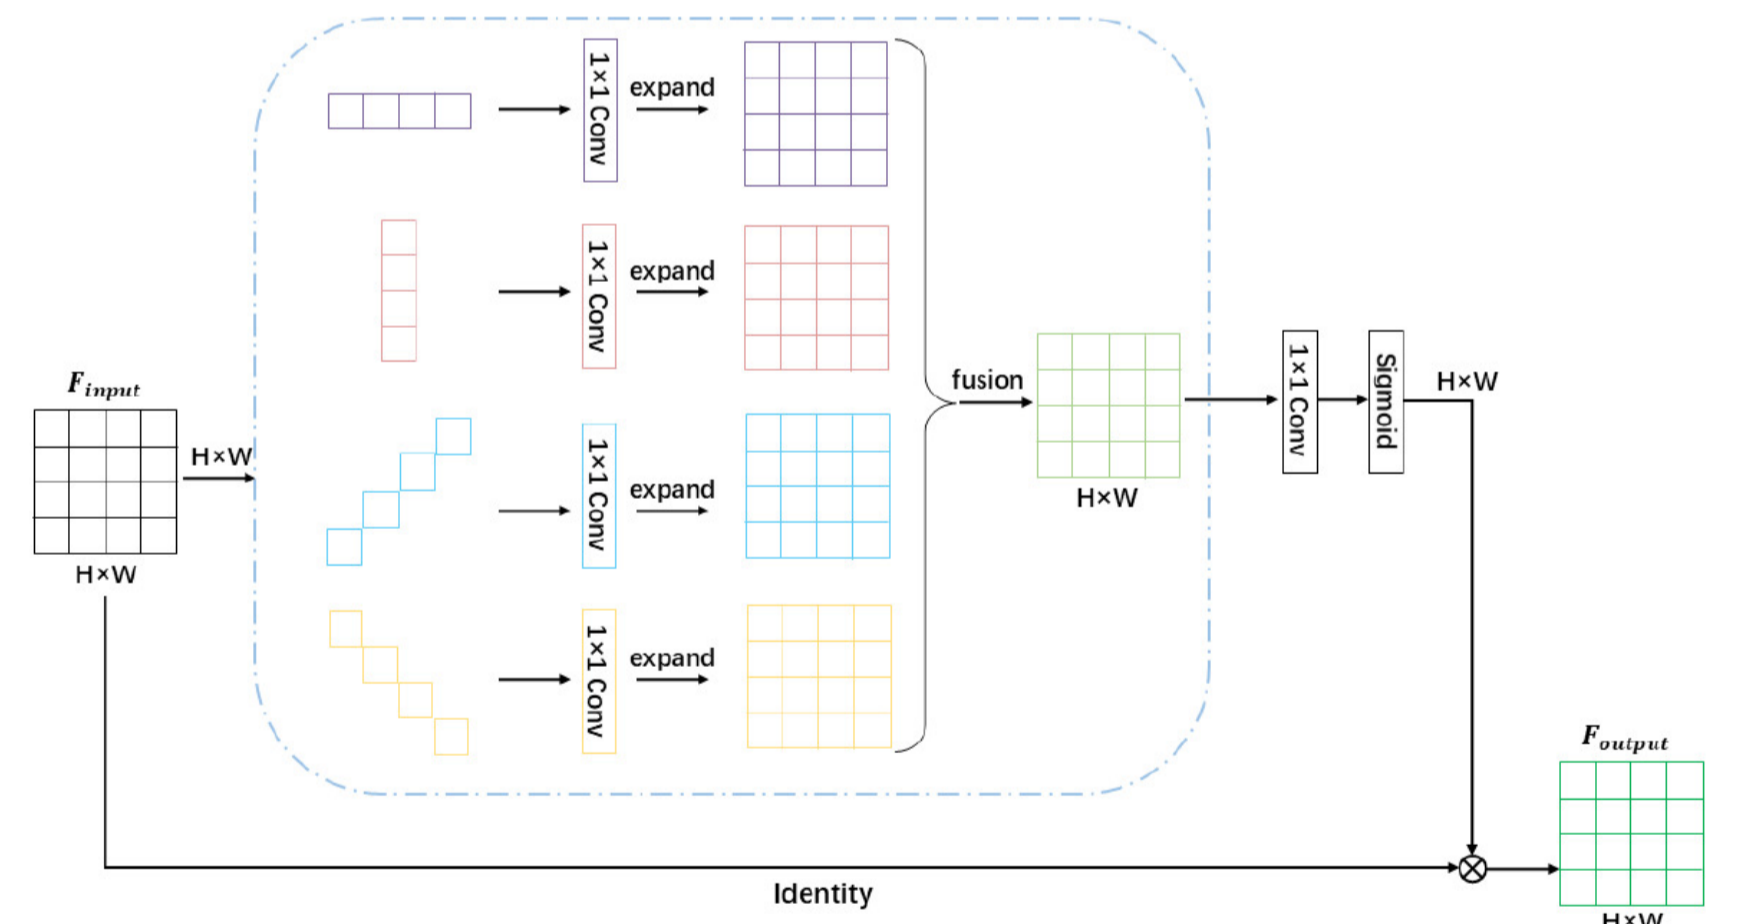 1×1 Conv
expand
1×1 Conv
expand
F_input
H×W
H×W
1×1 Conv
expand
1×1 Conv
expand
fusion
H×W
1×1 Conv
Sigmoid
H×W
Identity
F_output
H×W